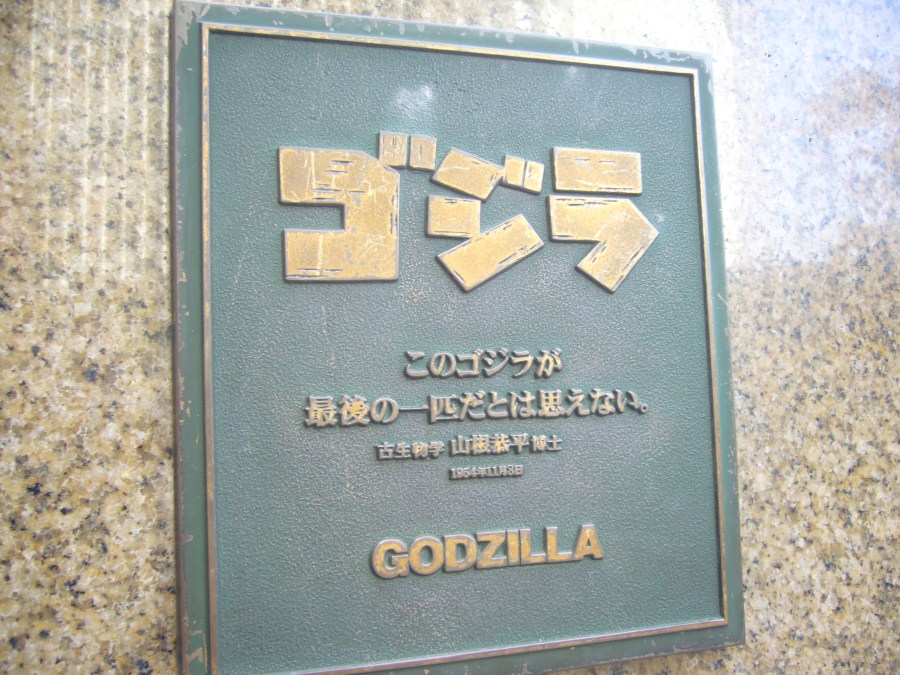 ゴジラ
このゴジラが
最後の一匹だとは思えない。
古生物学 山根恭平 博士
1954年11月3日
GODZILLA